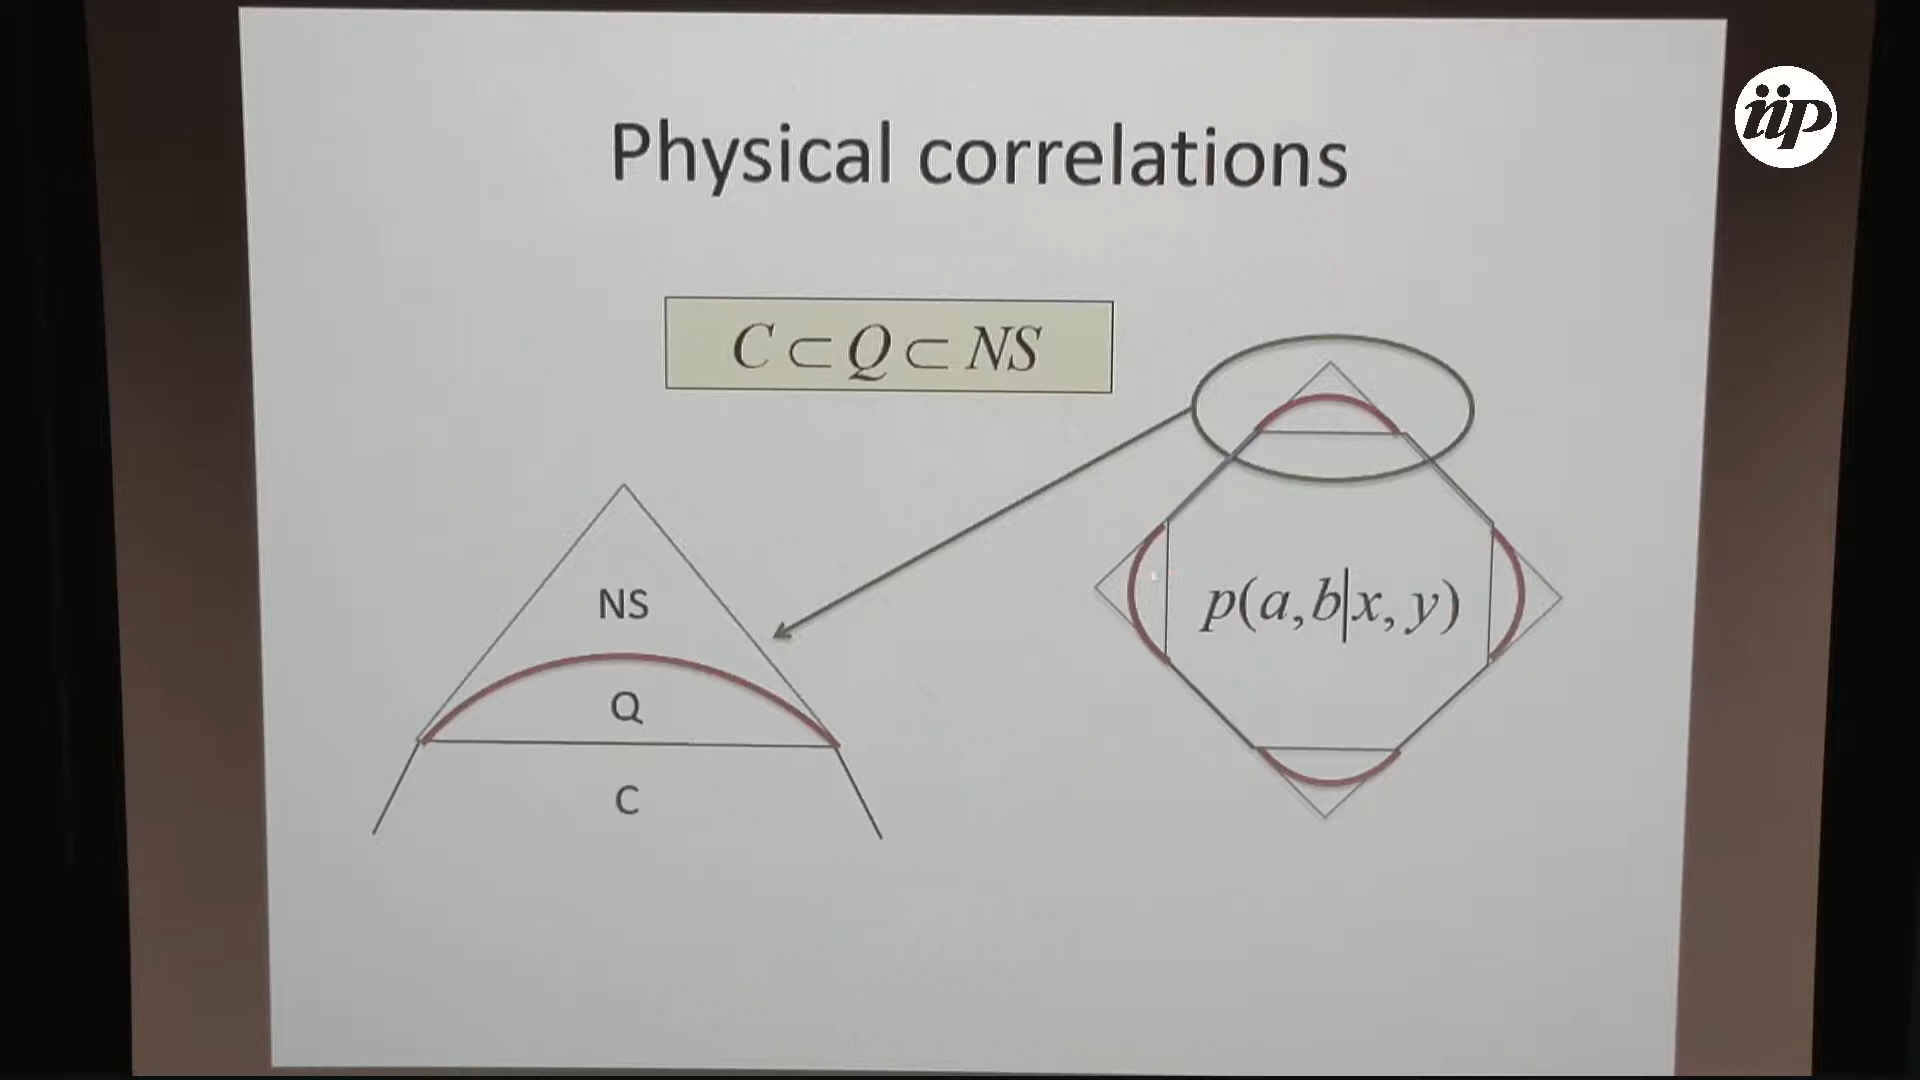 Physical correlations
C ⊂ Q ⊂ NS
NS
Q
C
p(a,b|x, y)
iip